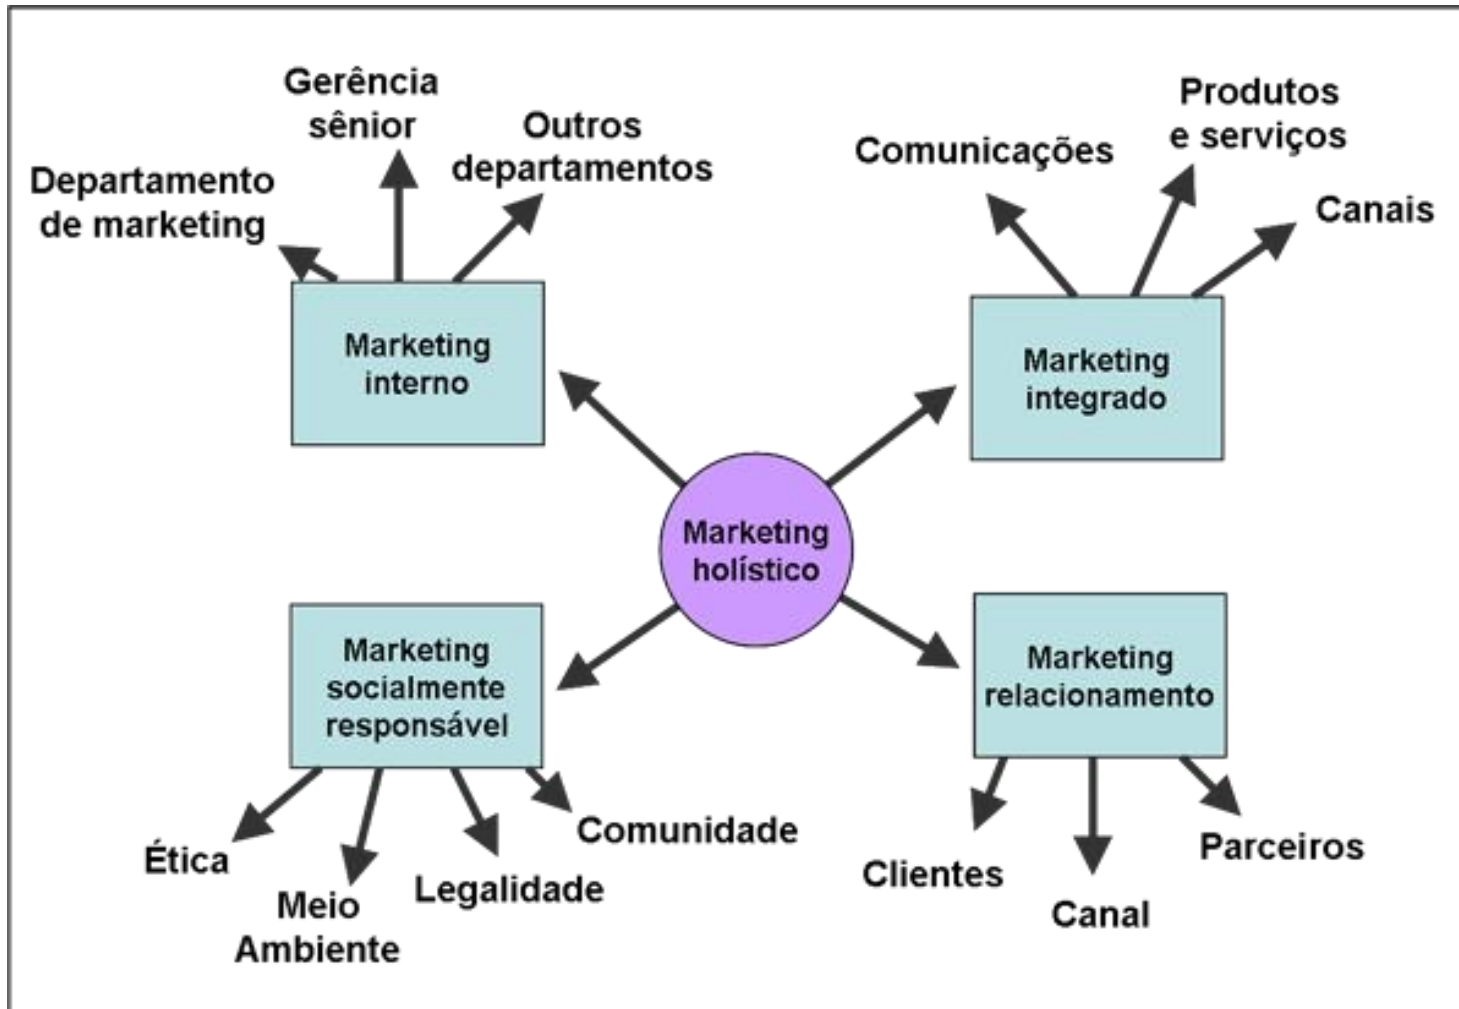 Gerência
sênior
Outros
departamentos
Departamento
de marketing
Marketing
interno
Produtos
e serviços
Comunicações
Canais
Marketing
integrado
Marketing
holístico
Marketing
socialmente
responsável
Ética
Meio
Ambiente
Legalidade
Comunidade
Marketing
relacionamento
Clientes
Canal
Parceiros